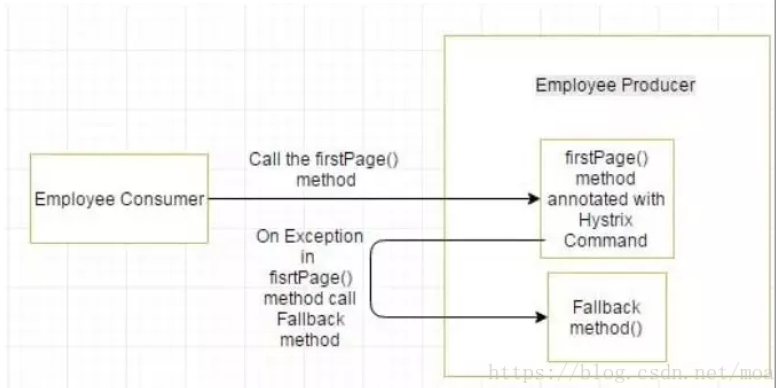 Employee Producer
Call the firstPage()
method
Employee Consumer
firstPage()
method
annotated with
Hystrix
Command
On Exception
in
fisrtPage()
method call
Fallback
method
Fallback
method()
https://blog.csdn.net/moa